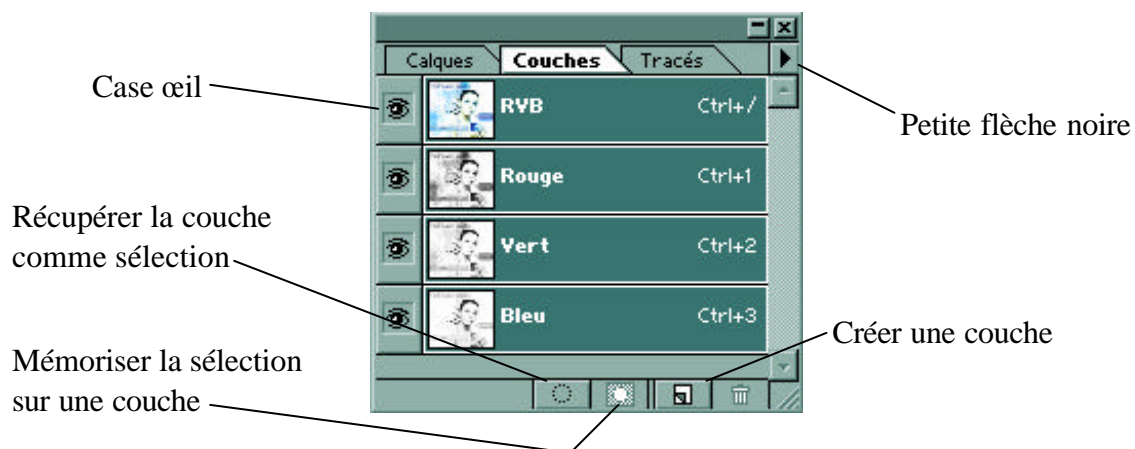 Calques Couches Tracés
Case œil
RVB Ctrl+/
Petite flèche noire
Rouge Ctrl+1
Récupérer la couche
comme sélection
Vert Ctrl+2
Bleu Ctrl+3
Créer une couche
Mémoriser la sélection
sur une couche